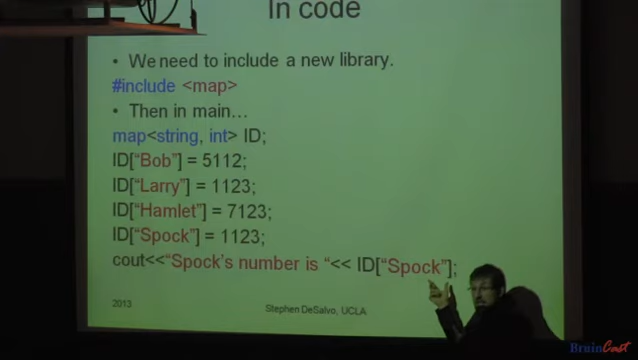 In code
• We need to include a new library.
#include <map>
• Then in main…
map<string, int> ID;
ID[“Bob”] = 5112;
ID[“Larry”] = 1123;
ID[“Hamlet”] = 7123;
ID[“Spock”] = 1123;
cout<<“Spock’s number is “<< ID[“Spock”];
2013
Stephen DeSalvo, UCLA
BruinCast